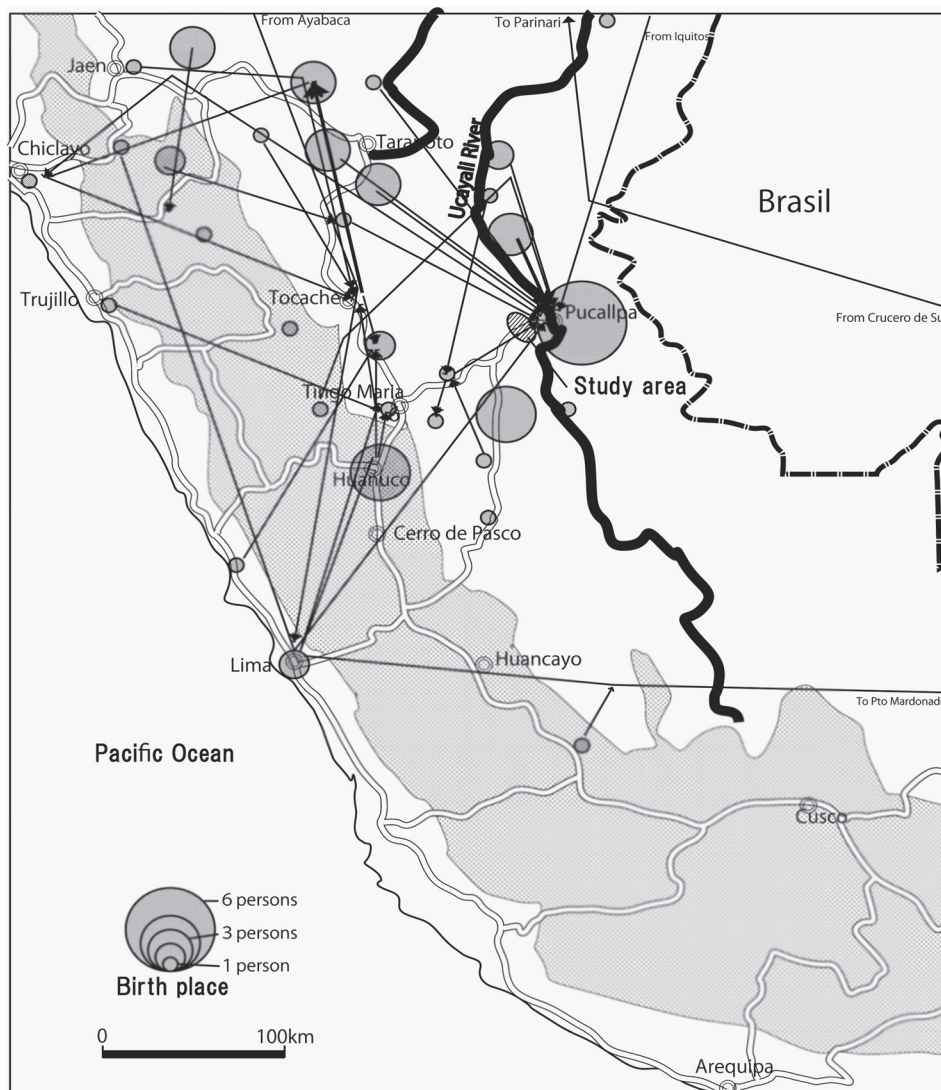 From Ayabaca
To Parinari
From Iquitos
Jaen
Tarapoto
Chiclayo
Ucayali River
Brasil
Trujillo
Tocache
Pucallpa
From Crucero de Su
Study area
Tingo Maria
Huanuco
Cerro de Pasco
Lima
Huancayo
To Pto Mardonado
Pacific Ocean
Cusco
6 persons
3 persons
1 person
Birth place
0
100km
Arequipa